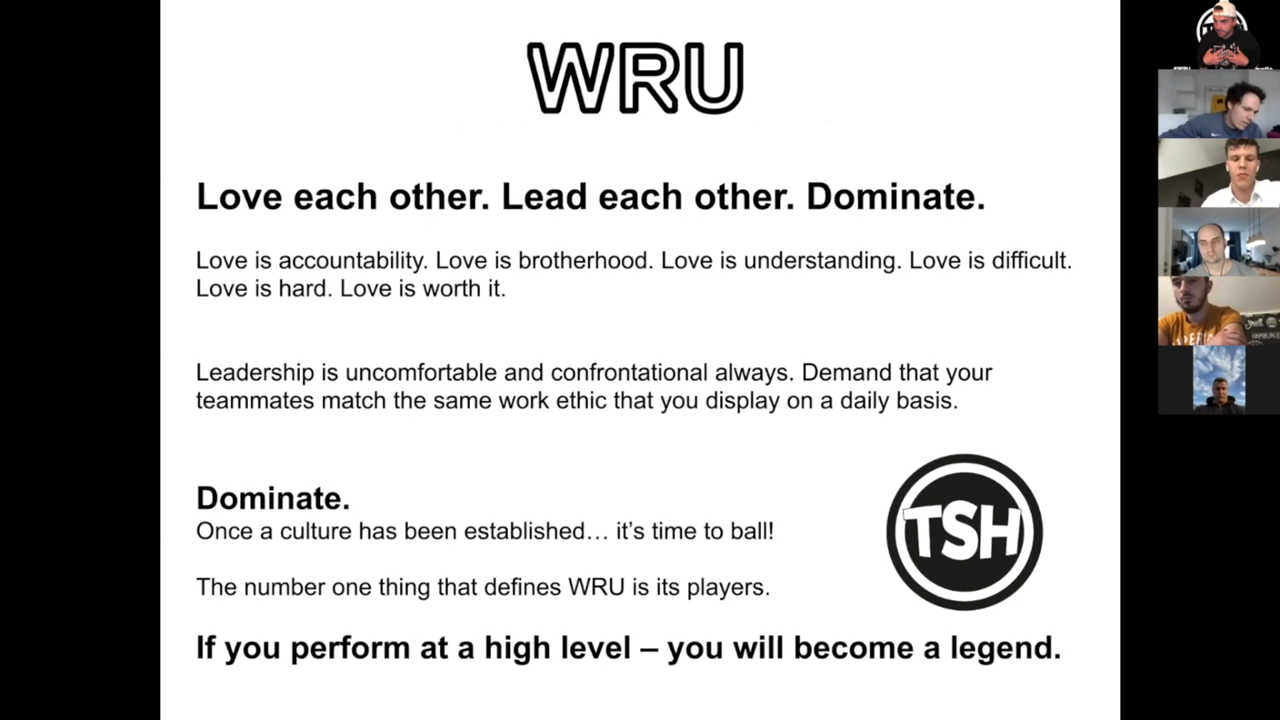 WRU
Love each other. Lead each other. Dominate.
Love is accountability. Love is brotherhood. Love is understanding. Love is difficult.
Love is hard. Love is worth it.
Leadership is uncomfortable and confrontational always. Demand that your
teammates match the same work ethic that you display on a daily basis.
Dominate.
Once a culture has been established… it’s time to ball!
TSH
The number one thing that defines WRU is its players.
If you perform at a high level – you will become a legend.